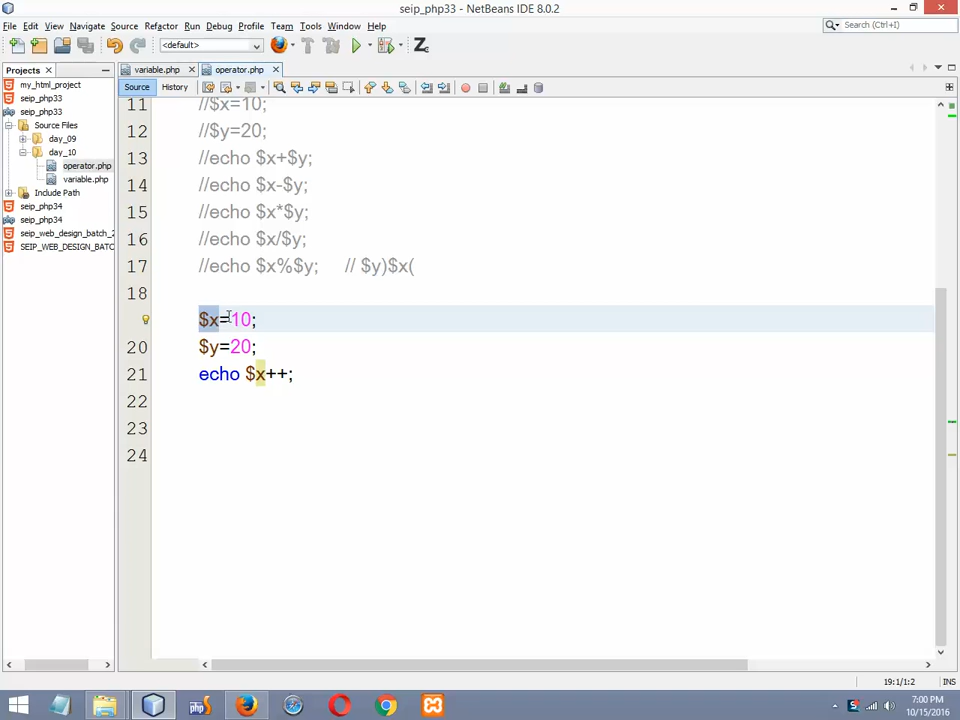 seip_php33 - NetBeans IDE 8.0.2
File Edit View Navigate Source Refactor Run Debug Profile Team Tools Window Help
Search (Ctrl+I)
<default>
Projects
variable.php
operator.php
Source History
my_html_project
seip_php33
seip_php33
Source Files
day_09
day_10
operator.php
variable.php
Include Path
seip_php34
seip_php34
seip_web_design_batch_2
SEIP_WEB_DESIGN_BATC
11 //$x=10;
12 //$y=20;
13 //echo $x+$y;
14 //echo $x-$y;
15 //echo $x*$y;
16 //echo $x/$y;
17 //echo $x%$y; // $y)$x(
18
$x=10;
20 $y=20;
21 echo $x++;
22
23
24
19:1/1:2 INS
php
7:00 PM
10/15/2016